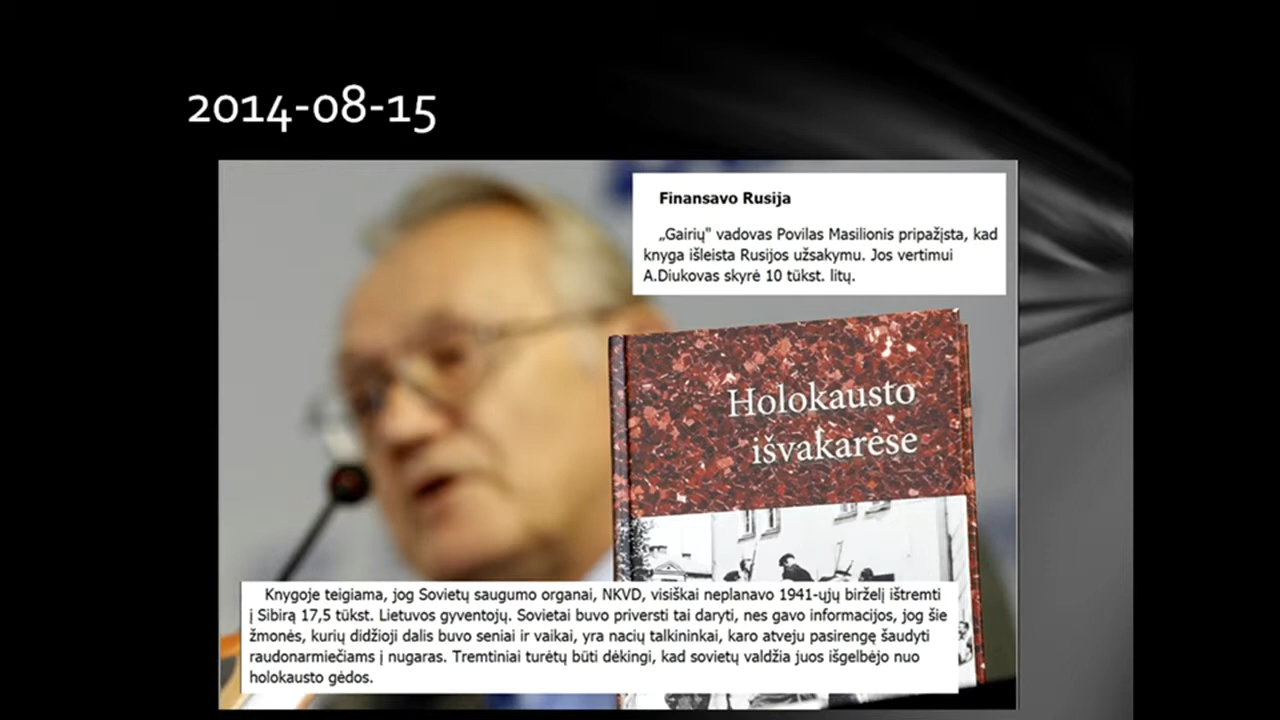 2014-08-15
Finansavo Rusija
„Gairių" vadovas Povilas Masilionis pripažįsta, kad
knyga išleista Rusijos užsakymu. Jos vertimui
A.Diukovas skyrė 10 tūkst. litų.
Holokausto
išvakarėse
Knygoje teigiama, jog Sovietų saugumo organai, NKVD, visiškai neplanavo 1941-ųjų birželį ištremti
į Sibirą 17,5 tūkst. Lietuvos gyventojų. Sovietai buvo priversti tai daryti, nes gavo informacijos, jog šie
žmonės, kurių didžioji dalis buvo seniai ir vaikai, yra nacių talkininkai, karo atveju pasirengę šaudyti
raudonarmiečiams į nugaras. Tremtiniai turėtų būti dėkingi, kad sovietų valdžia juos išgelbėjo nuo
holokausto gėdos.